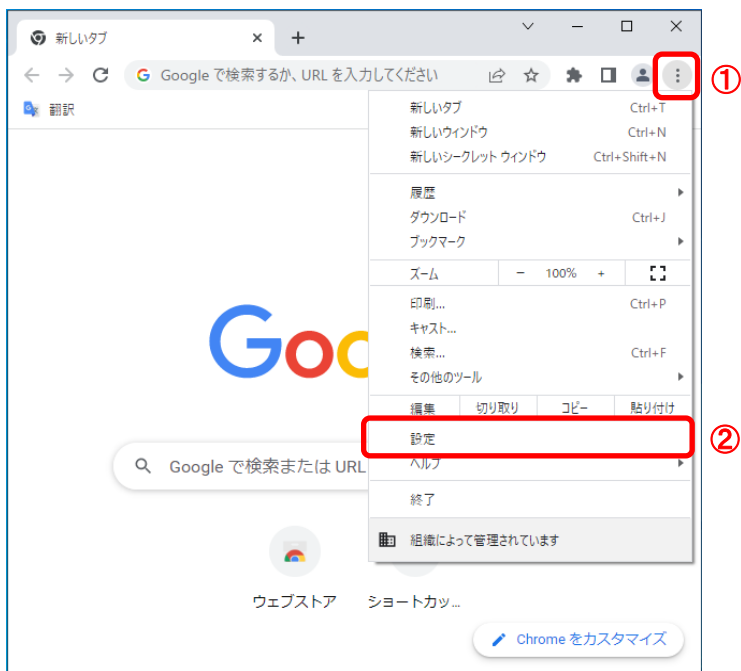 新しいタブ
Google で検索するか、URL を入力してください
①
翻訳
新しいタブ Ctrl+T
新しいウィンドウ Ctrl+N
新しいシークレット ウィンドウ Ctrl+Shift+N
履歴
ダウンロード Ctrl+J
ブックマーク
ズーム − 100% +
印刷... Ctrl+P
キャスト...
検索... Ctrl+F
その他のツール
編集 切り取り コピー 貼り付け
設定
②
ヘルプ
終了
組織によって管理されています
Goo
Google で検索または URL
ウェブストア ショートカッ...
Chrome をカスタマイズ